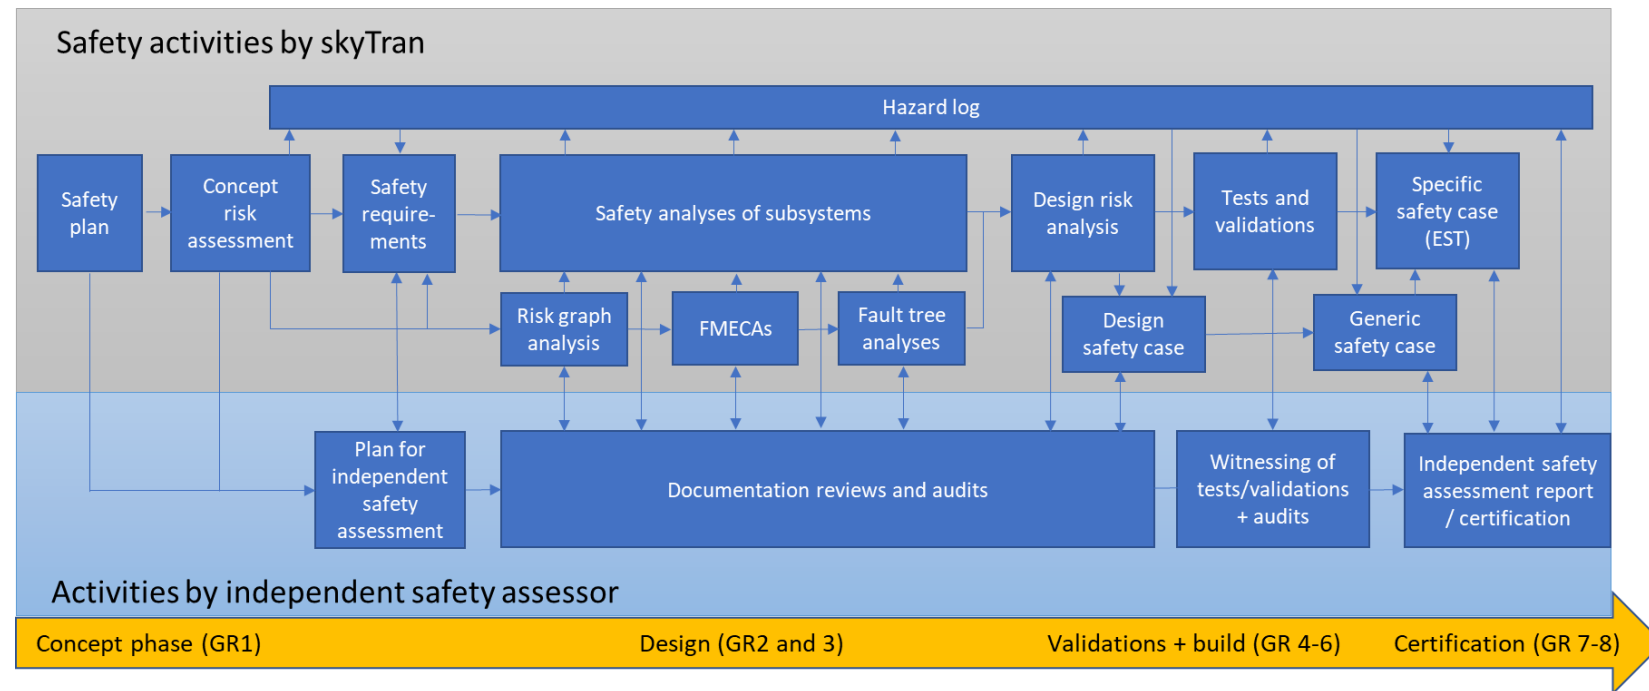 Safety activities by skyTran
Hazard log
Safety
plan
Concept
risk
assessment
Safety
require-
ments
Safety analyses of subsystems
Design risk
analysis
Tests and
validations
Specific
safety case
(EST)
Risk graph
analysis
FMECAs
Fault tree
analyses
Design
safety case
Generic
safety case
Plan for
independent
safety
assessment
Documentation reviews and audits
Witnessing of
tests/validations
+ audits
Independent safety
assessment report
/ certification
Activities by independent safety assessor
Concept phase (GR1)
Design (GR2 and 3)
Validations + build (GR 4-6)
Certification (GR 7-8)